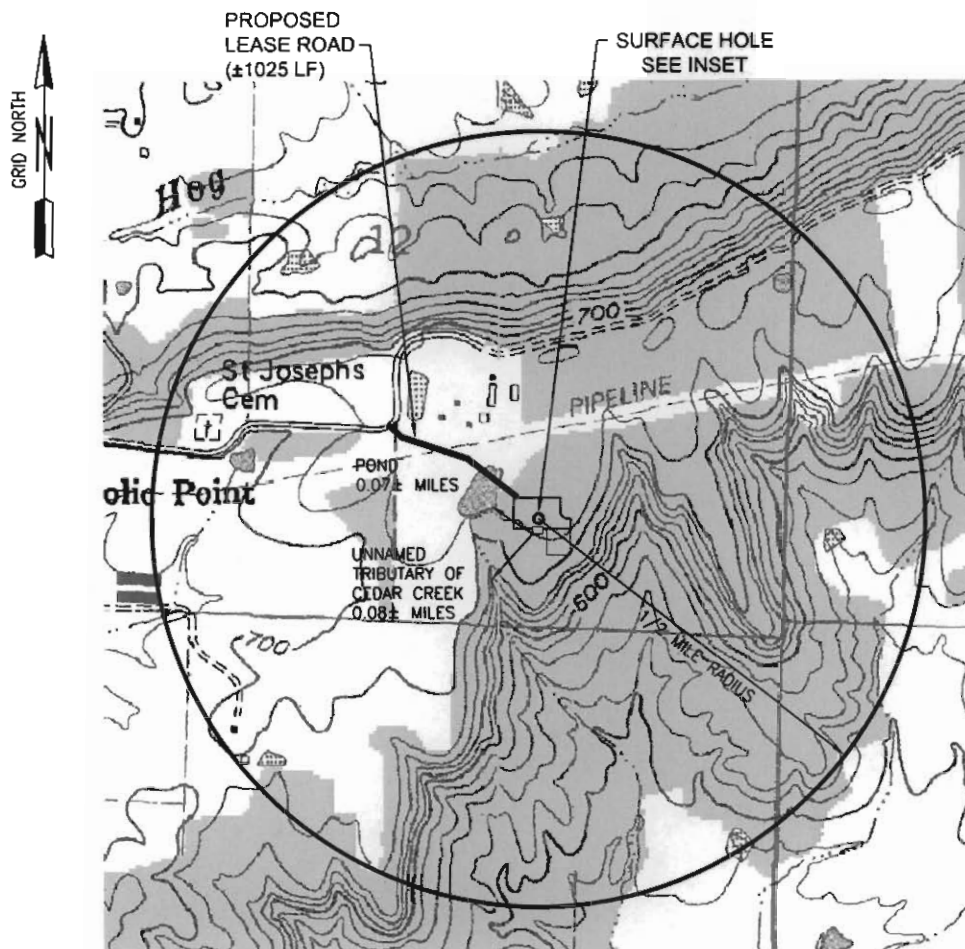 PROPOSED
LEASE ROAD
(±1025 LF)
SURFACE HOLE
SEE INSET
GRID NORTH
N
Hog
12
700
St Josephs
Cem
PIPELINE
POND
0.07± MILES
olic Point
UNNAMED
TRIBUTARY OF
CEDAR CREEK
0.08± MILES
600
1/2 MILE RADIUS
700